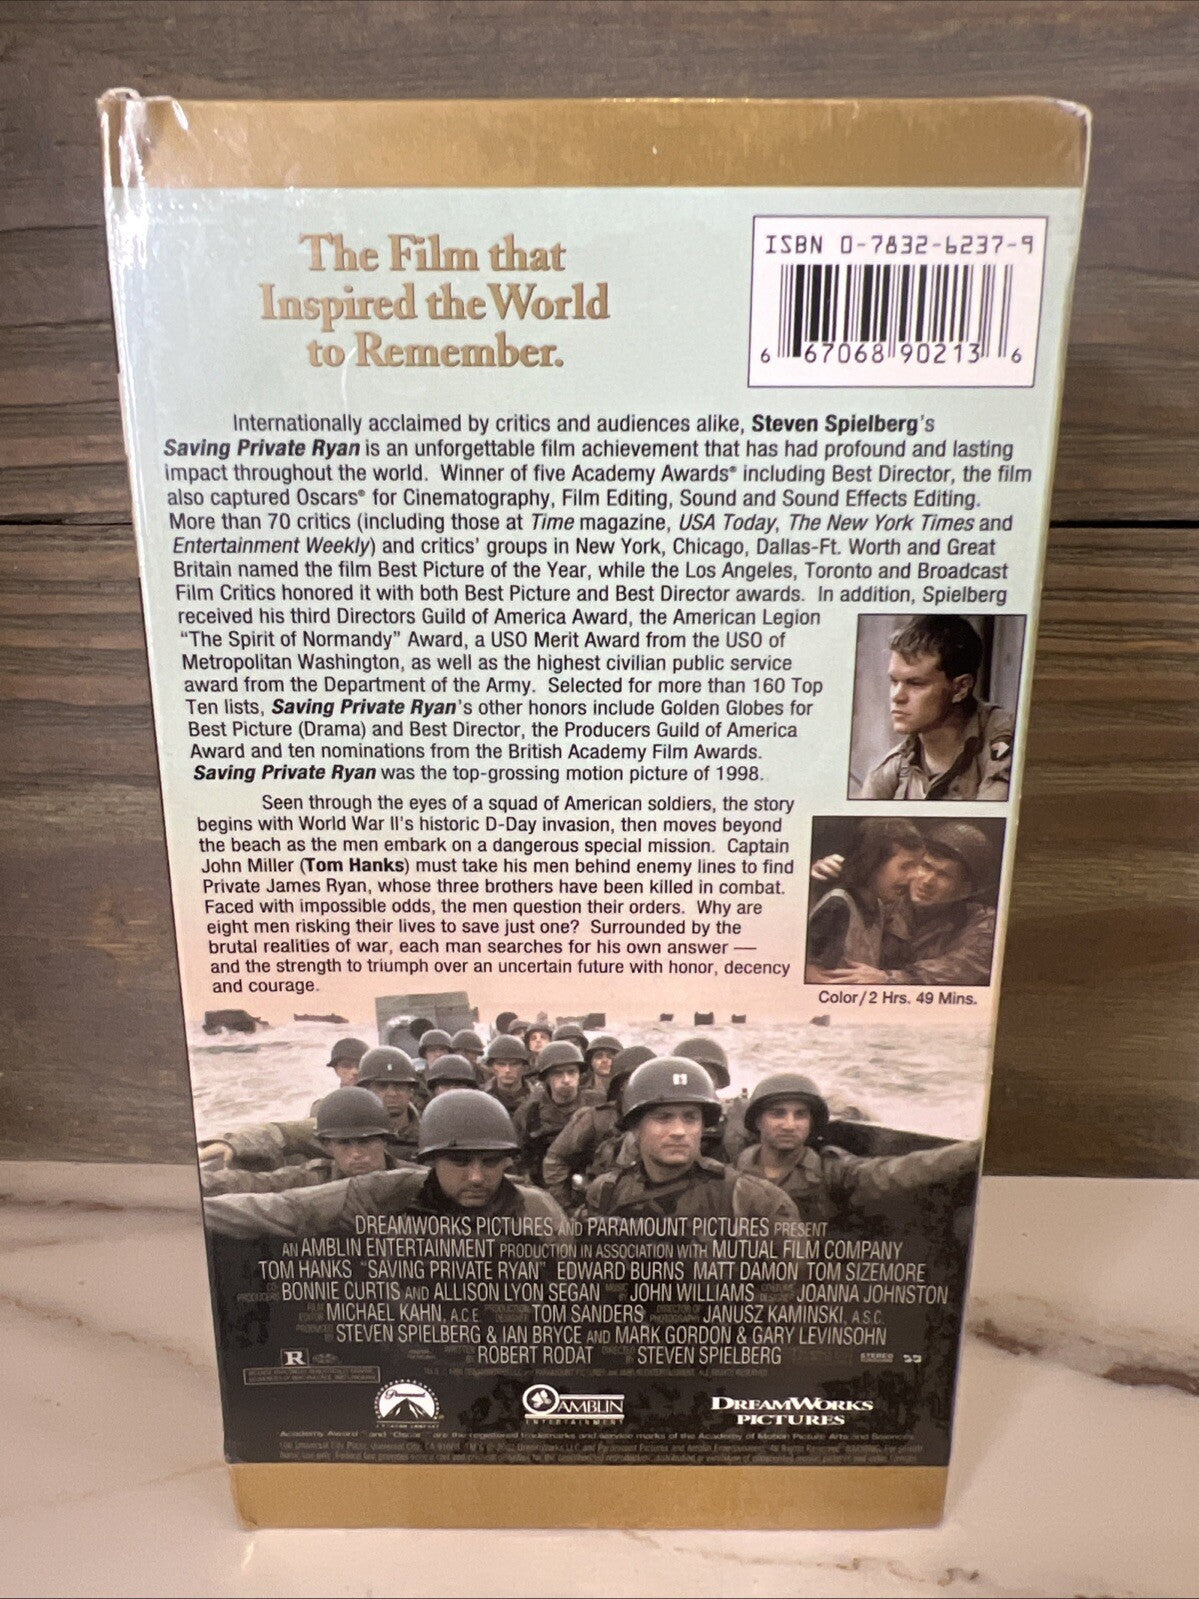 The Film that
Inspired the World
to Remember.
ISBN 0-7832-6237-9
6 67068 90213 6
Internationally acclaimed by critics and audiences alike, Steven Spielberg's
Saving Private Ryan is an unforgettable film achievement that has had profound and lasting
impact throughout the world. Winner of five Academy Awards® including Best Director, the film
also captured Oscars® for Cinematography, Film Editing, Sound and Sound Effects Editing.
More than 70 critics (including those at Time magazine, USA Today, The New York Times and
Entertainment Weekly) and critics' groups in New York, Chicago, Dallas-Ft. Worth and Great
Britain named the film Best Picture of the Year, while the Los Angeles, Toronto and Broadcast
Film Critics honored it with both Best Picture and Best Director awards. In addition, Spielberg
received his third Directors Guild of America Award, the American Legion
"The Spirit of Normandy" Award, a USO Merit Award from the USO of
Metropolitan Washington, as well as the highest civilian public service
award from the Department of the Army. Selected for more than 160 Top
Ten lists, Saving Private Ryan's other honors include Golden Globes for
Best Picture (Drama) and Best Director, the Producers Guild of America
Award and ten nominations from the British Academy Film Awards.
Saving Private Ryan was the top-grossing motion picture of 1998.
Seen through the eyes of a squad of American soldiers, the story
begins with World War II's historic D-Day invasion, then moves beyond
the beach as the men embark on a dangerous special mission. Captain
John Miller (Tom Hanks) must take his men behind enemy lines to find
Private James Ryan, whose three brothers have been killed in combat.
Faced with impossible odds, the men question their orders. Why are
eight men risking their lives to save just one? Surrounded by the
brutal realities of war, each man searches for his own answer —
and the strength to triumph over an uncertain future with honor, decency
and courage.
Color/2 Hrs. 49 Mins.
DREAMWORKS PICTURES AND PARAMOUNT PICTURES PRESENT
AN AMBLIN ENTERTAINMENT PRODUCTION IN ASSOCIATION WITH MUTUAL FILM COMPANY
TOM HANKS "SAVING PRIVATE RYAN" EDWARD BURNS MATT DAMON TOM SIZEMORE
BONNIE CURTIS AND ALLISON LYON SEGAN JOHN WILLIAMS JOANNA JOHNSTON
MICHAEL KAHN, A.C.E. TOM SANDERS JANUSZ KAMINSKI, A.S.C.
STEVEN SPIELBERG & IAN BRYCE AND MARK GORDON & GARY LEVINSOHN
ROBERT RODAT STEVEN SPIELBERG
R
STEREO
Paramount
AMBLIN
ENTERTAINMENT
DREAMWORKS
PICTURES
Academy Award and Oscar are the registered trademarks and service marks of the Academy of Motion Picture Arts and Sciences